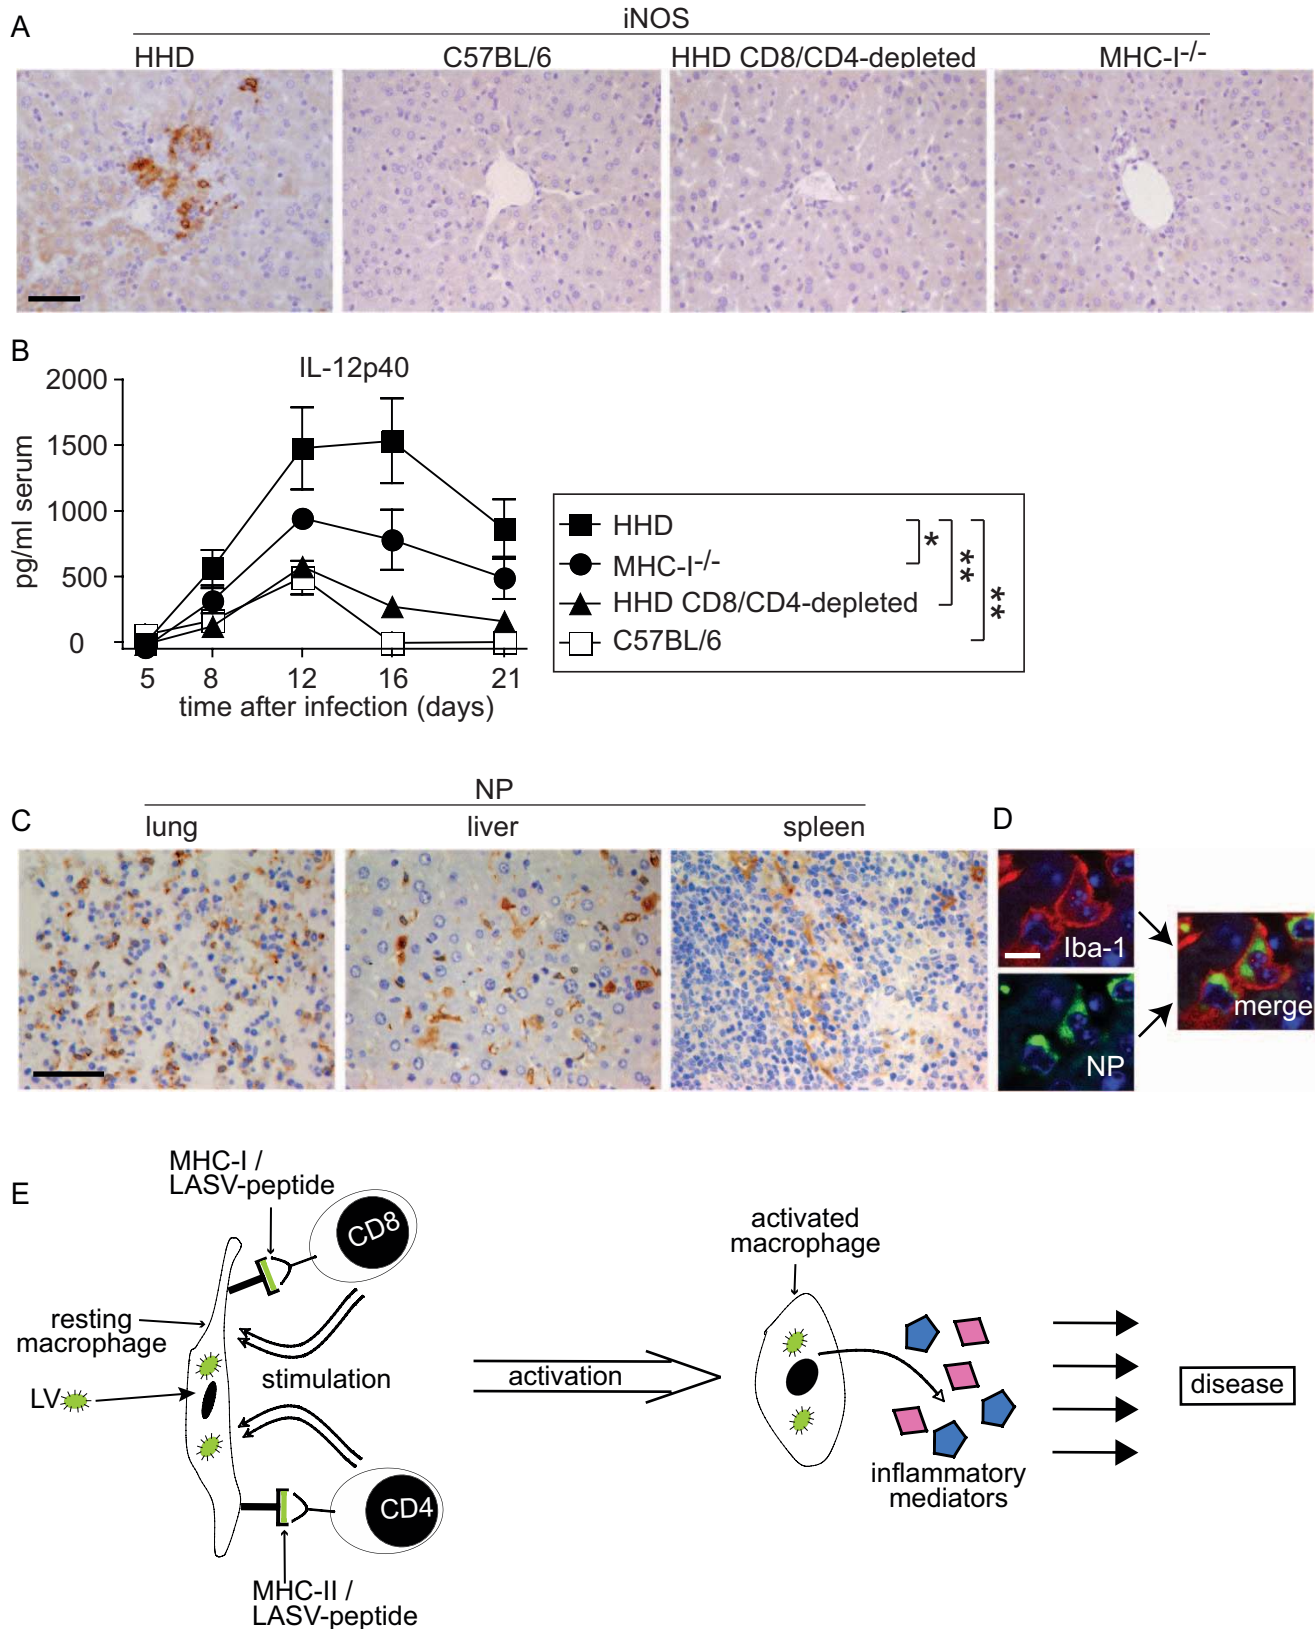 A
iNOS
HHD
C57BL/6
HHD CD8/CD4-depleted
MHC-I-/-
B
IL-12p40
2000
1500
1000
500
0
pg/ml serum
5 8 12 16 21
time after infection (days)
HHD
MHC-I-/-
HHD CD8/CD4-depleted
C57BL/6
*
**
**
NP
C
lung
liver
spleen
D
Iba-1
NP
merge
E
MHC-I /
LASV-peptide
CD8
resting
macrophage
LV
stimulation
CD4
MHC-II /
LASV-peptide
activation
activated
macrophage
inflammatory
mediators
disease